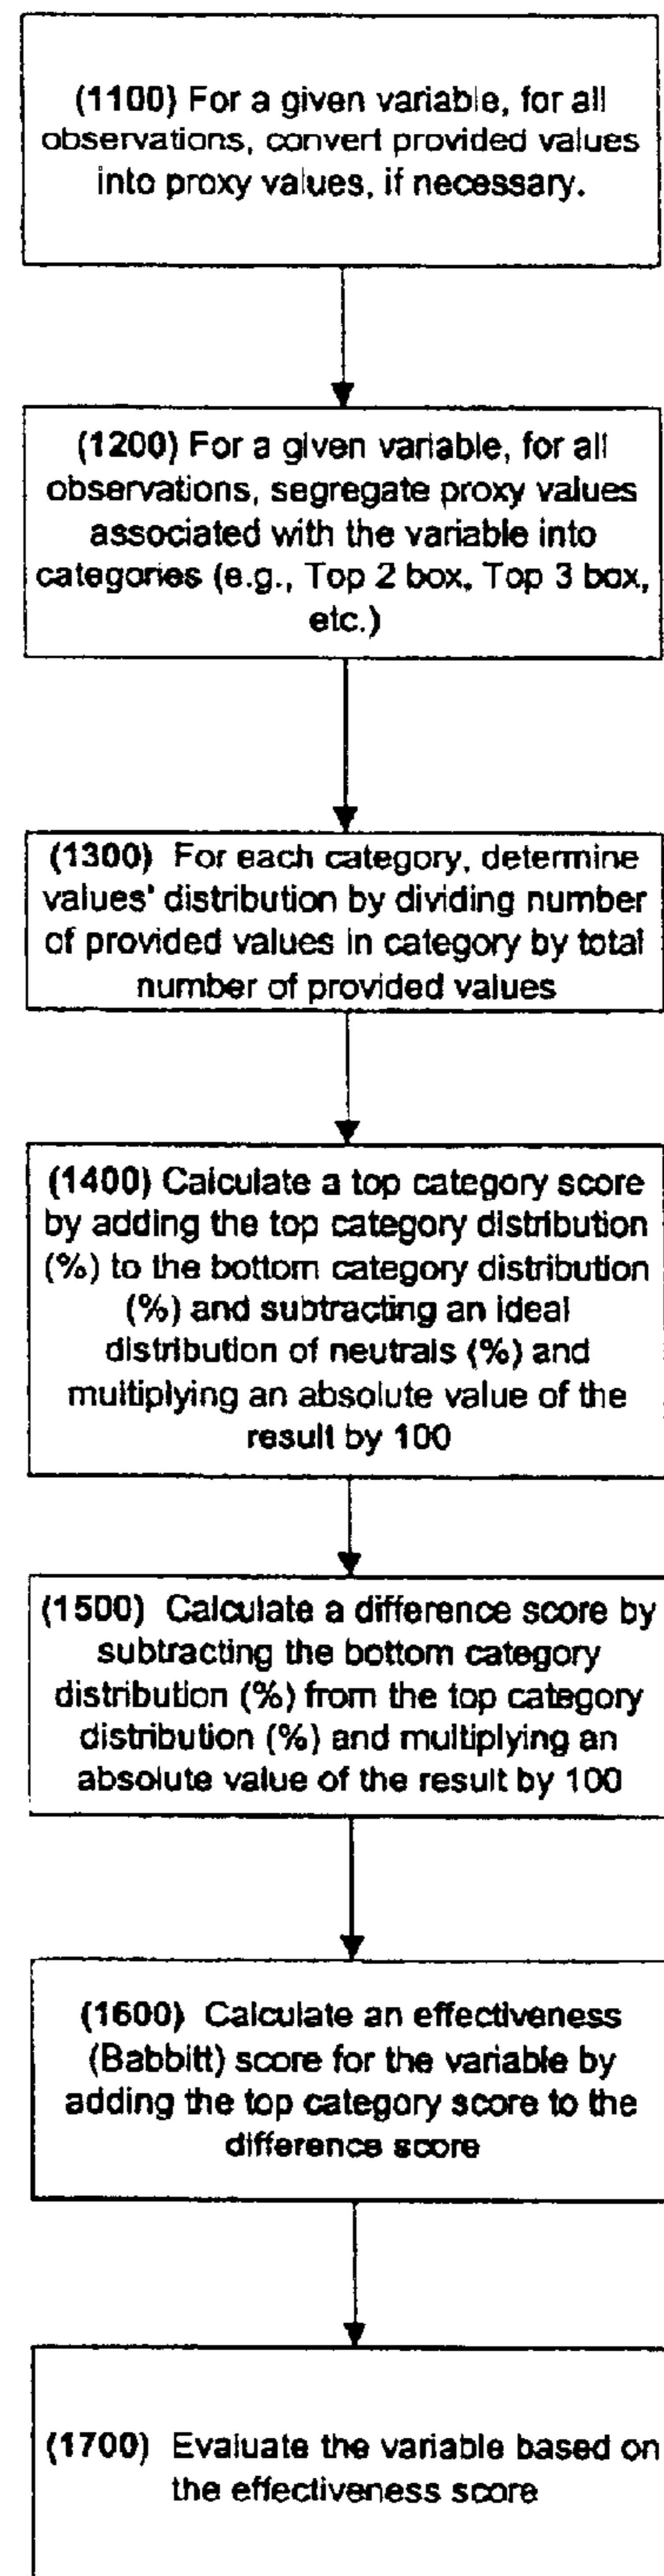 (1100) For a given variable, for all
observations, convert provided values
into proxy values, if necessary.
(1200) For a given variable, for all
observations, segregate proxy values
associated with the variable into
categories (e.g., Top 2 box, Top 3 box,
etc.)
(1300) For each category, determine
values' distribution by dividing number
of provided values in category by total
number of provided values
(1400) Calculate a top category score
by adding the top category distribution
(%) to the bottom category distribution
(%) and subtracting an ideal
distribution of neutrals (%) and
multiplying an absolute value of the
result by 100
(1500) Calculate a difference score by
subtracting the bottom category
distribution (%) from the top category
distribution (%) and multiplying an
absolute value of the result by 100
(1600) Calculate an effectiveness
(Babbitt) score for the variable by
adding the top category score to the
difference score
(1700) Evaluate the variable based on
the effectiveness score